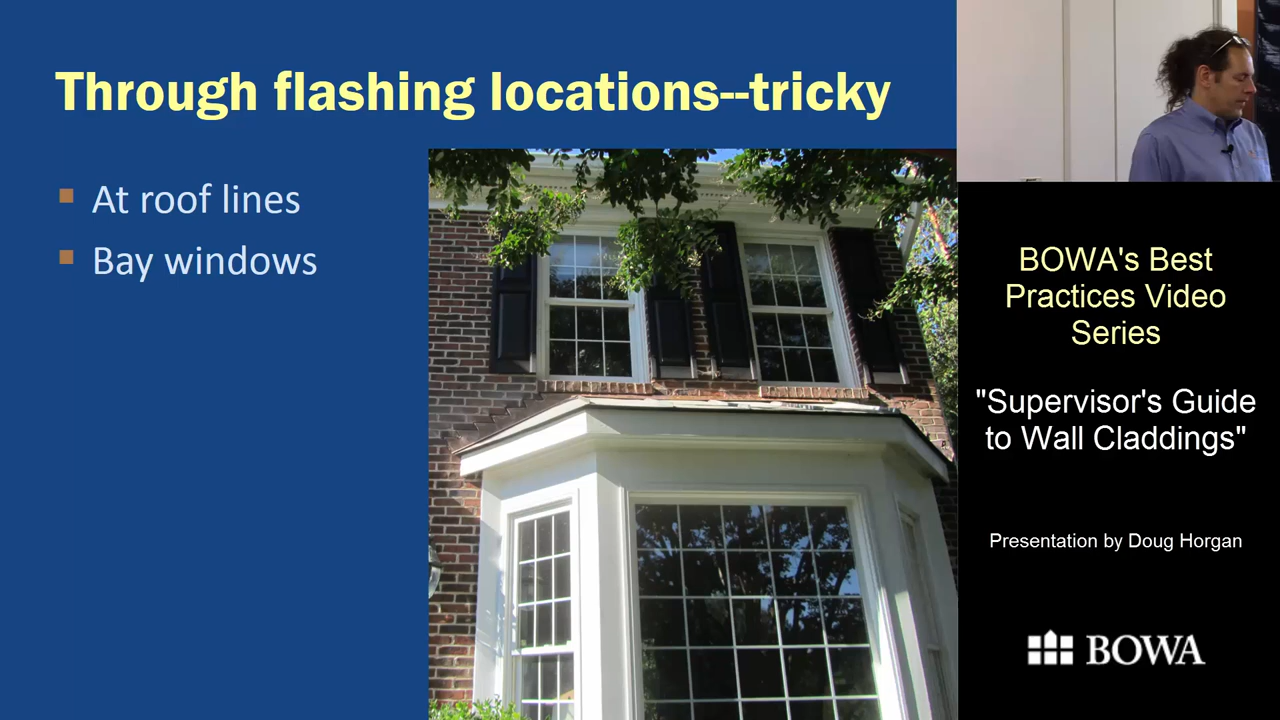 Through flashing locations--tricky
At roof lines
Bay windows
BOWA's Best
Practices Video
Series
"Supervisor's Guide
to Wall Claddings"
Presentation by Doug Horgan
BOWA